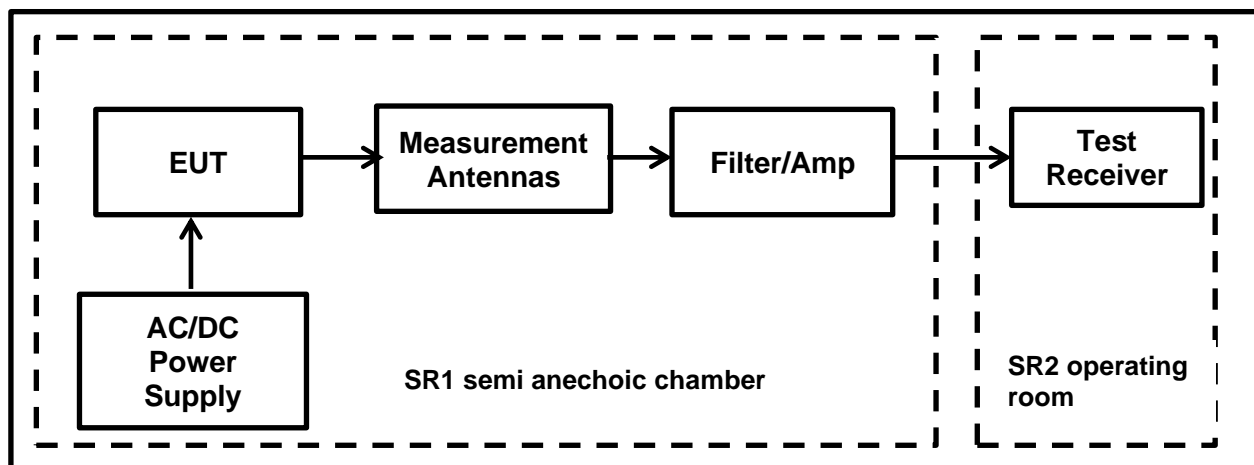 EUT
Measurement
Antennas
Filter/Amp
Test
Receiver
AC/DC
Power
Supply
SR1 semi anechoic chamber
SR2 operating
room